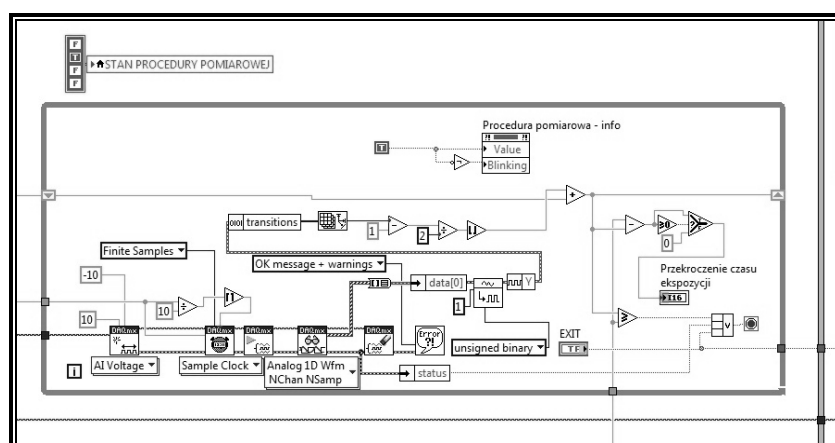 F
T
F
F
STAN PROCEDURY POMIAROWEJ
Procedura pomiarowa - info
T
Value
Blinking
transitions
1
2
Finite Samples
OK message + warnings
-10
data[0]
Y
1
10
10
0
≥0
Przekroczenie czasu
ekspozycji
I16
EXIT
TF
DAQmx
DAQmx
DAQmx
DAQmx
DAQmx
Error
?!
unsigned binary
AI Voltage
Sample Clock
Analog 1D Wfm
NChan NSamp
status
i